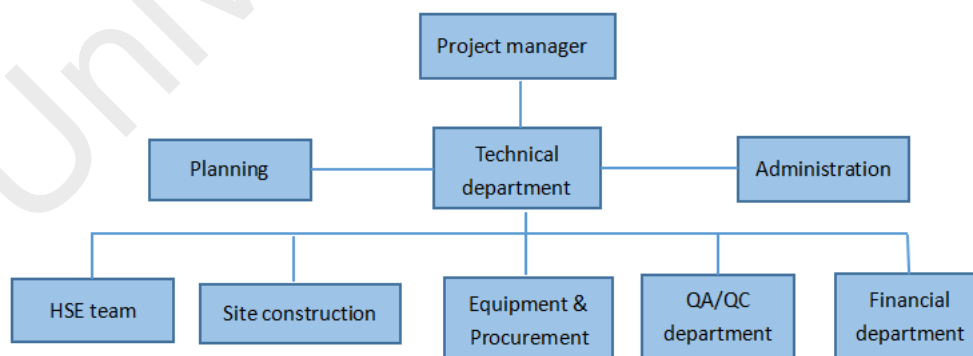 Project manager
Planning
Technical
department
Administration
HSE team
Site construction
Equipment &
Procurement
QA/QC
department
Financial
department